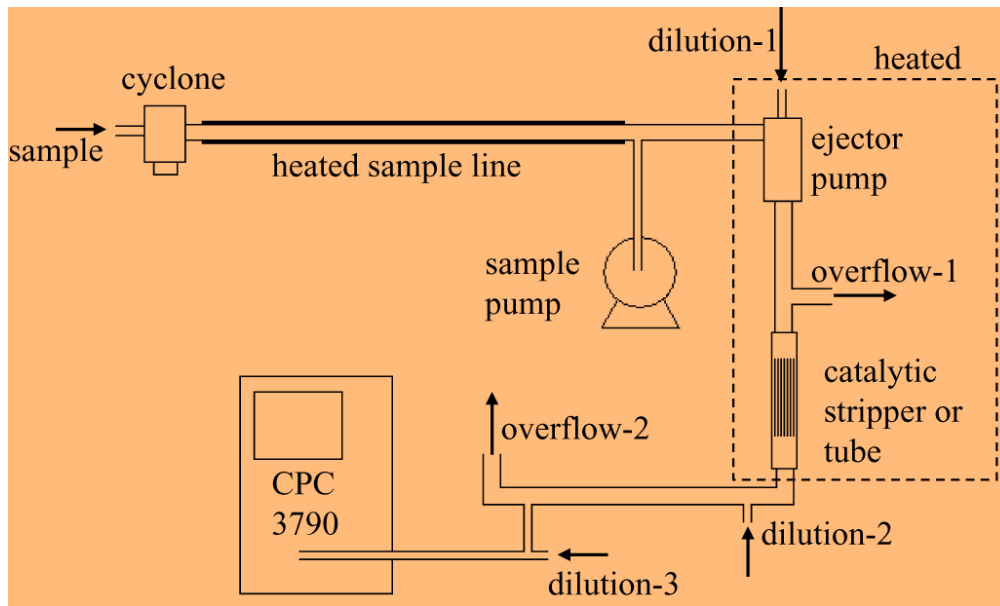 dilution-1
heated
cyclone
sample
heated sample line
ejector
pump
sample
pump
overflow-1
catalytic
stripper or
tube
overflow-2
CPC
3790
dilution-2
dilution-3